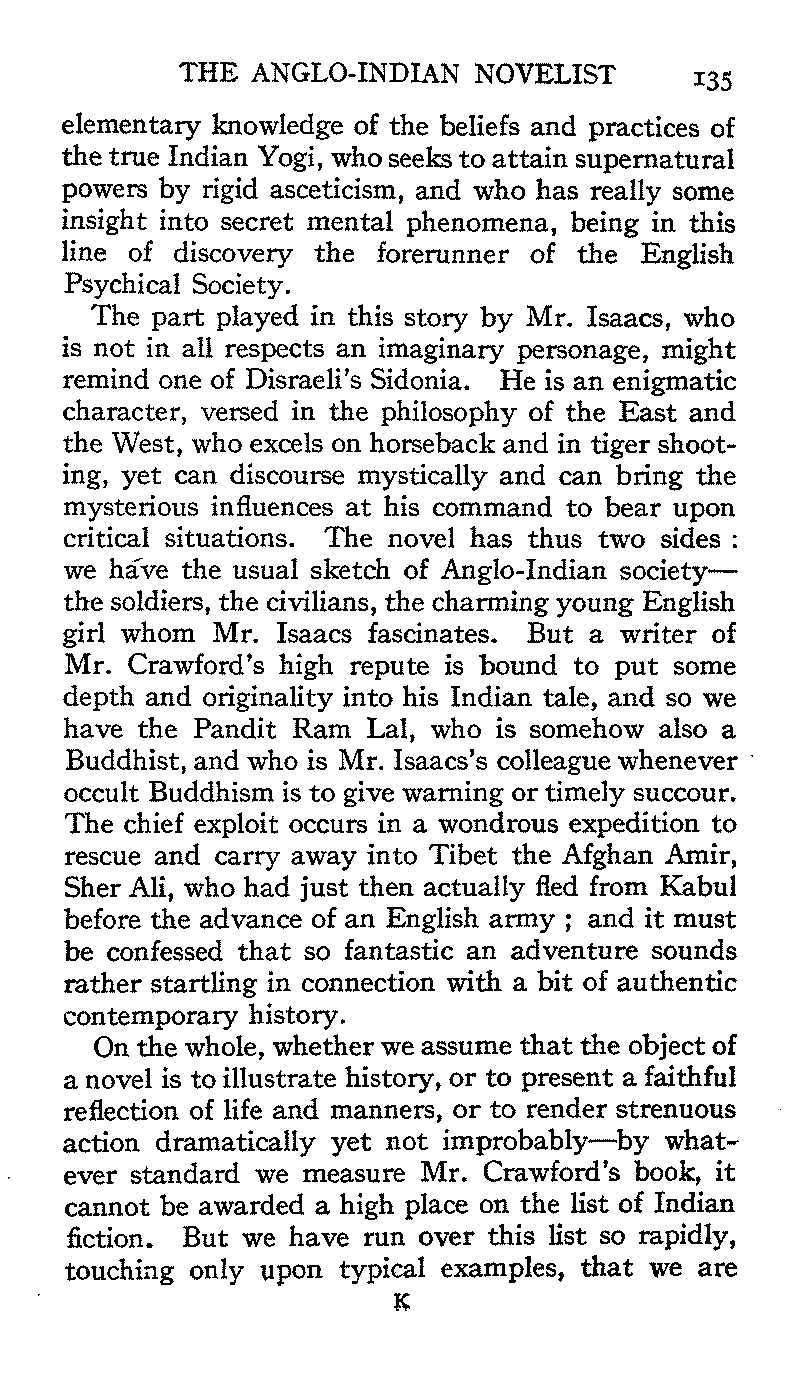 THE ANGLO-INDIAN NOVELIST 135
elementary knowledge of the beliefs and practices of
the true Indian Yogi, who seeks to attain supernatural
powers by rigid asceticism, and who has really some
insight into secret mental phenomena, being in this
line of discovery the forerunner of the English
Psychical Society.
The part played in this story by Mr. Isaacs, who
is not in all respects an imaginary personage, might
remind one of Disraeli's Sidonia. He is an enigmatic
character, versed in the philosophy of the East and
the West, who excels on horseback and in tiger shoot-
ing, yet can discourse mystically and can bring the
mysterious influences at his command to bear upon
critical situations. The novel has thus two sides :
we have the usual sketch of Anglo-Indian society—
the soldiers, the civilians, the charming young English
girl whom Mr. Isaacs fascinates. But a writer of
Mr. Crawford's high repute is bound to put some
depth and originality into his Indian tale, and so we
have the Pandit Ram Lal, who is somehow also a
Buddhist, and who is Mr. Isaacs's colleague whenever
occult Buddhism is to give warning or timely succour.
The chief exploit occurs in a wondrous expedition to
rescue and carry away into Tibet the Afghan Amir,
Sher Ali, who had just then actually fled from Kabul
before the advance of an English army ; and it must
be confessed that so fantastic an adventure sounds
rather startling in connection with a bit of authentic
contemporary history.
On the whole, whether we assume that the object of
a novel is to illustrate history, or to present a faithful
reflection of life and manners, or to render strenuous
action dramatically yet not improbably—by what-
ever standard we measure Mr. Crawford's book, it
cannot be awarded a high place on the list of Indian
fiction. But we have run over this list so rapidly,
touching only upon typical examples, that we are
K